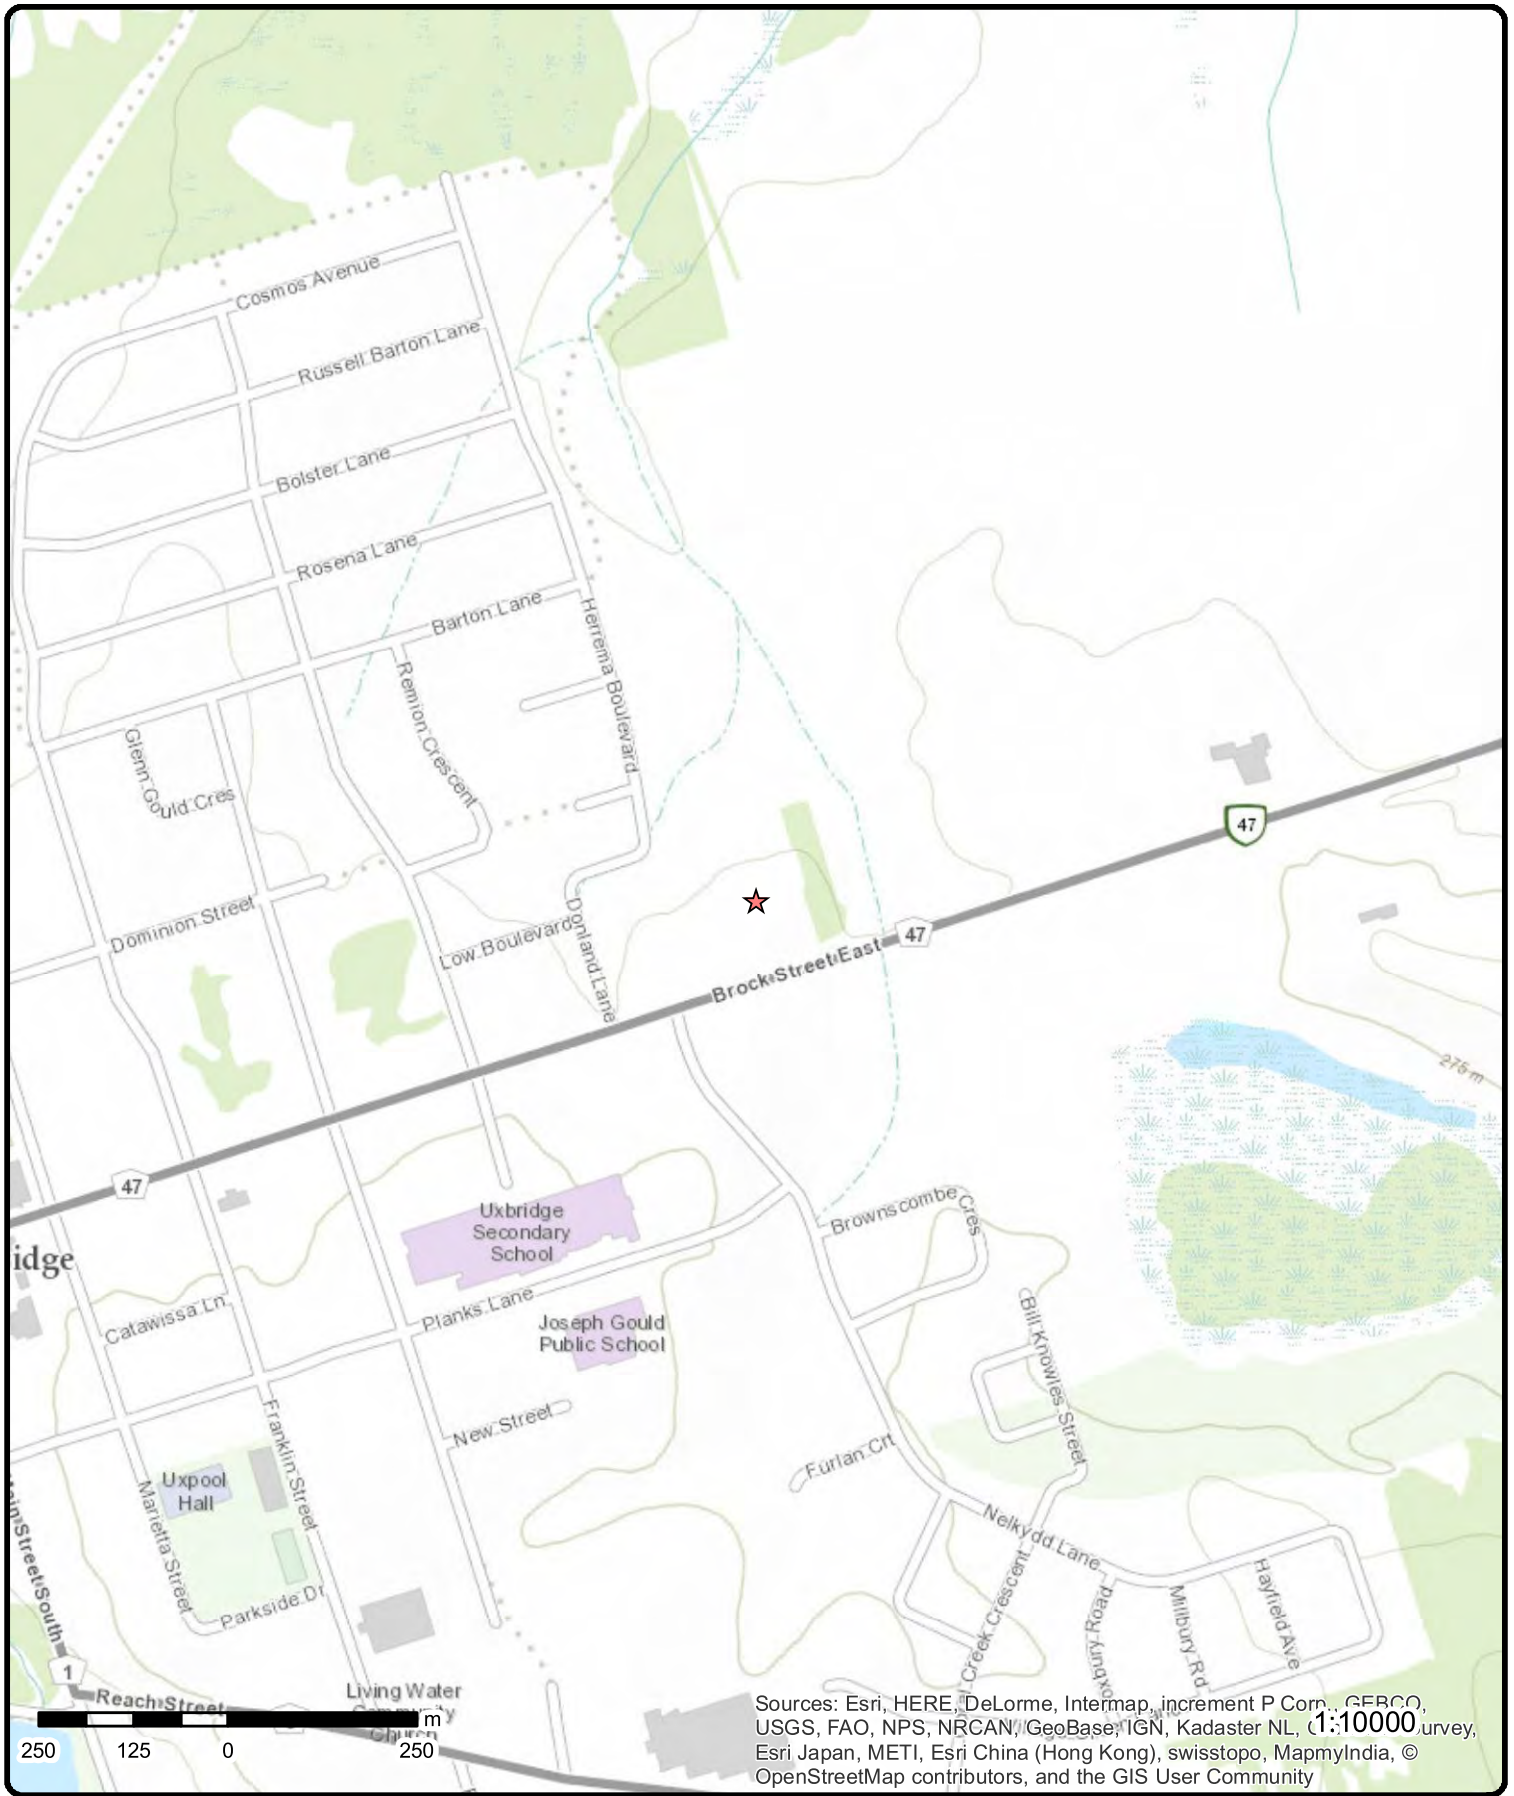 Cosmos Avenue
Russell Barton Lane
Bolster Lane
Rosena Lane
Barton Lane
Herrema Boulevard
Remion Crescent
Glenn Gould Cres
47
Dominion Street
Low Boulevard
Donland Lane
Brock Street East
47
275 m
47
Uxbridge
Secondary
School
Brownscombe Cres
idge
Catawissa Ln
Planks Lane
Joseph Gould
Public School
Bill Knowles Street
New Street
Franklin Street
Furlan Crt
Uxpool
Hall
Marietta Street
Nelkydd Lane
Main Street South
Parkside Dr
Creek Crescent
Millbury Rd
Hayfield Ave
1
Reach Street
Living Water
Community
Church
m
250
125
0
250
Sources: Esri, HERE, DeLorme, Intermap, increment P Corp., GEBCO,
USGS, FAO, NPS, NRCAN, GeoBase, IGN, Kadaster NL,
1:10000
urvey,
Esri Japan, METI, Esri China (Hong Kong), swisstopo, MapmyIndia, ©
OpenStreetMap contributors, and the GIS User Community